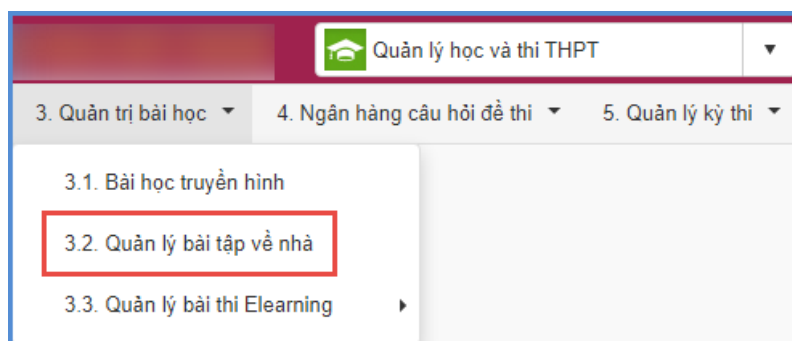 Quản lý học và thi THPT
3. Quản trị bài học 4. Ngân hàng câu hỏi đề thi 5. Quản lý kỳ thi
3.1. Bài học truyền hình
3.2. Quản lý bài tập về nhà
3.3. Quản lý bài thi Elearning